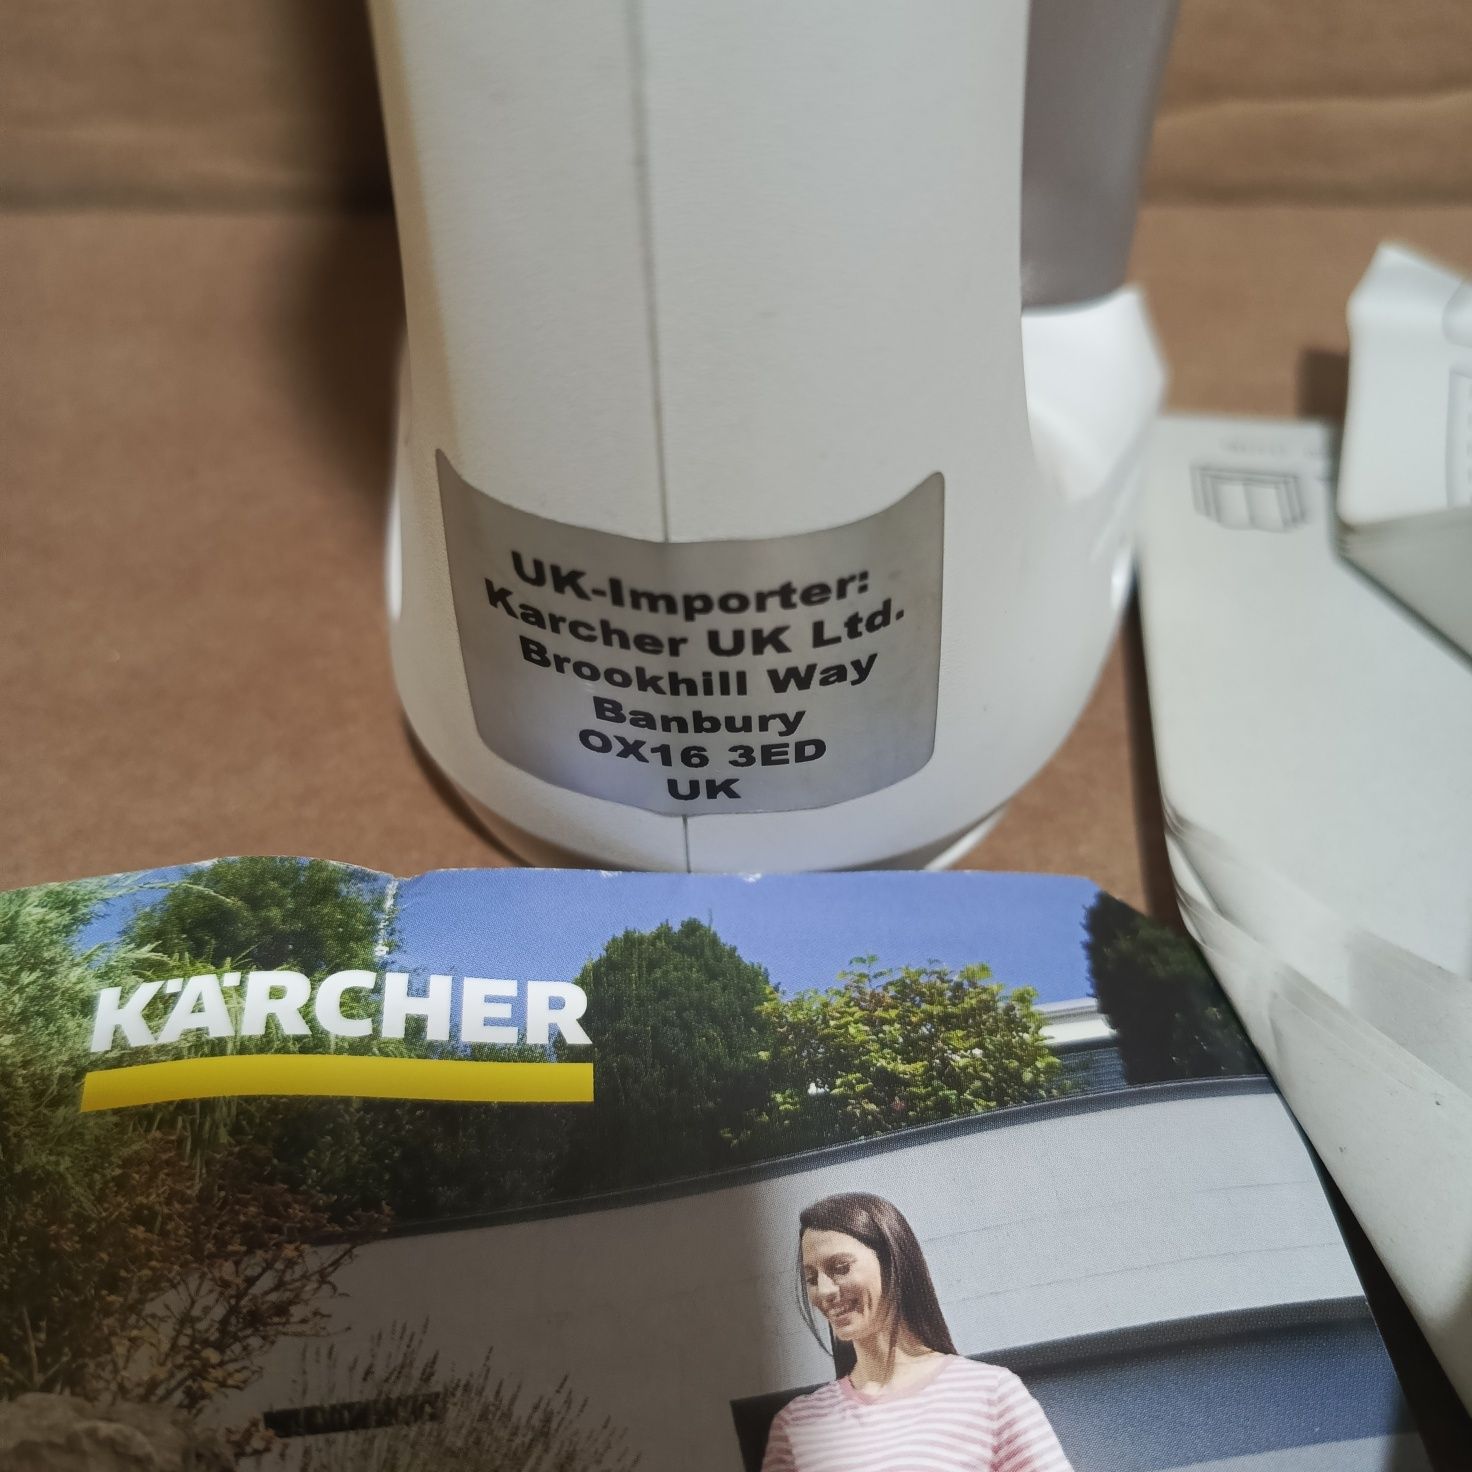 UK-Importer:
Karcher UK Ltd.
Brookhill Way
Banbury
OX16 3ED
UK
KÄRCHER